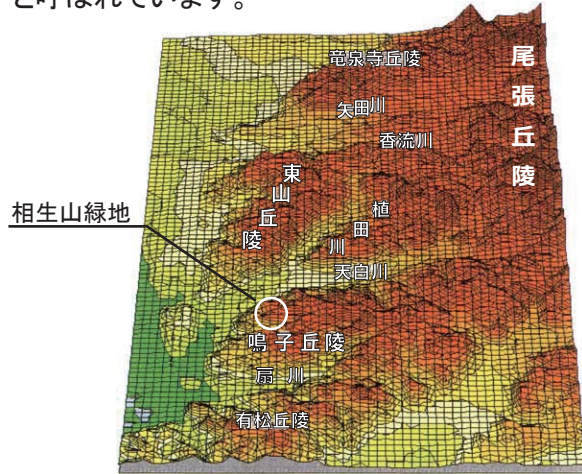 と呼ばれています。
竜泉寺丘陵
尾張丘陵
矢田川
香流川
東山丘陵
植田川
相生山緑地
天白川
鳴子丘陵
扇川
有松丘陵